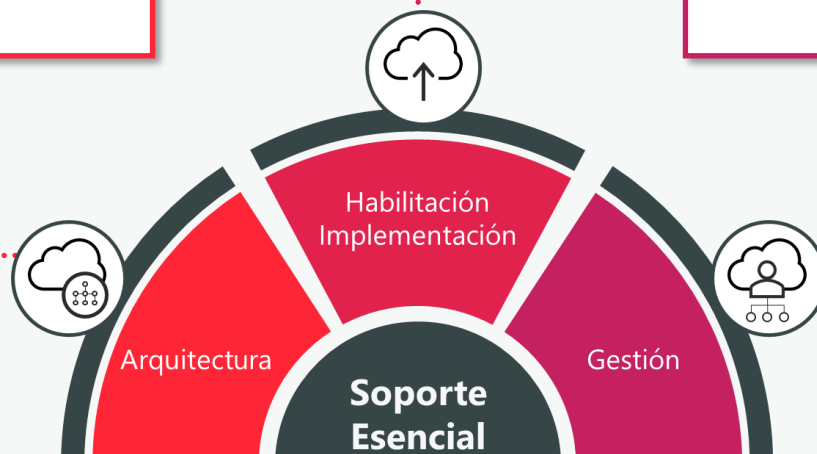 Habilitación
Implementación
Arquitectura
Gestión
Soporte
Esencial